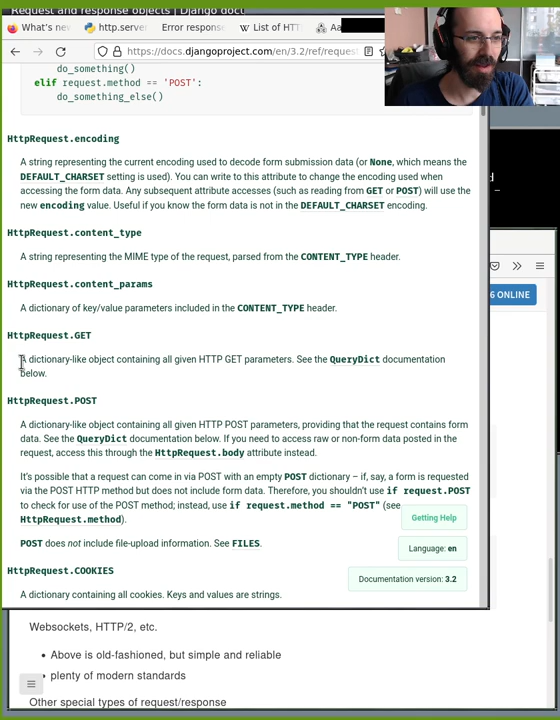 Request and response objects | Django doc
What's nev
http.server
Error response
List of HTT
Aa
https://docs.djangoproject.com/en/3.2/ref/reques
do_something()
elif request.method == 'POST':
do_something_else()
HttpRequest.encoding
A string representing the current encoding used to decode form submission data (or None, which means the
DEFAULT_CHARSET setting is used). You can write to this attribute to change the encoding used when
accessing the form data. Any subsequent attribute accesses (such as reading from GET or POST) will use the
new encoding value. Useful if you know the form data is not in the DEFAULT_CHARSET encoding.
HttpRequest.content_type
A string representing the MIME type of the request, parsed from the CONTENT_TYPE header.
HttpRequest.content_params
A dictionary of key/value parameters included in the CONTENT_TYPE header.
HttpRequest.GET
A dictionary-like object containing all given HTTP GET parameters. See the QueryDict documentation
below.
HttpRequest.POST
A dictionary-like object containing all given HTTP POST parameters, providing that the request contains form
data. See the QueryDict documentation below. If you need to access raw or non-form data posted in the
request, access this through the HttpRequest.body attribute instead.
It's possible that a request can come in via POST with an empty POST dictionary – if, say, a form is requested
via the POST HTTP method but does not include form data. Therefore, you shouldn't use if request.POST
to check for use of the POST method; instead, use if request.method == "POST" (see
HttpRequest.method).
POST does not include file-upload information. See FILES.
HttpRequest.COOKIES
A dictionary containing all cookies. Keys and values are strings.
Getting Help
Language: en
Documentation version: 3.2
6 ONLINE
Websockets, HTTP/2, etc.
• Above is old-fashioned, but simple and reliable
• plenty of modern standards
Other special types of request/response